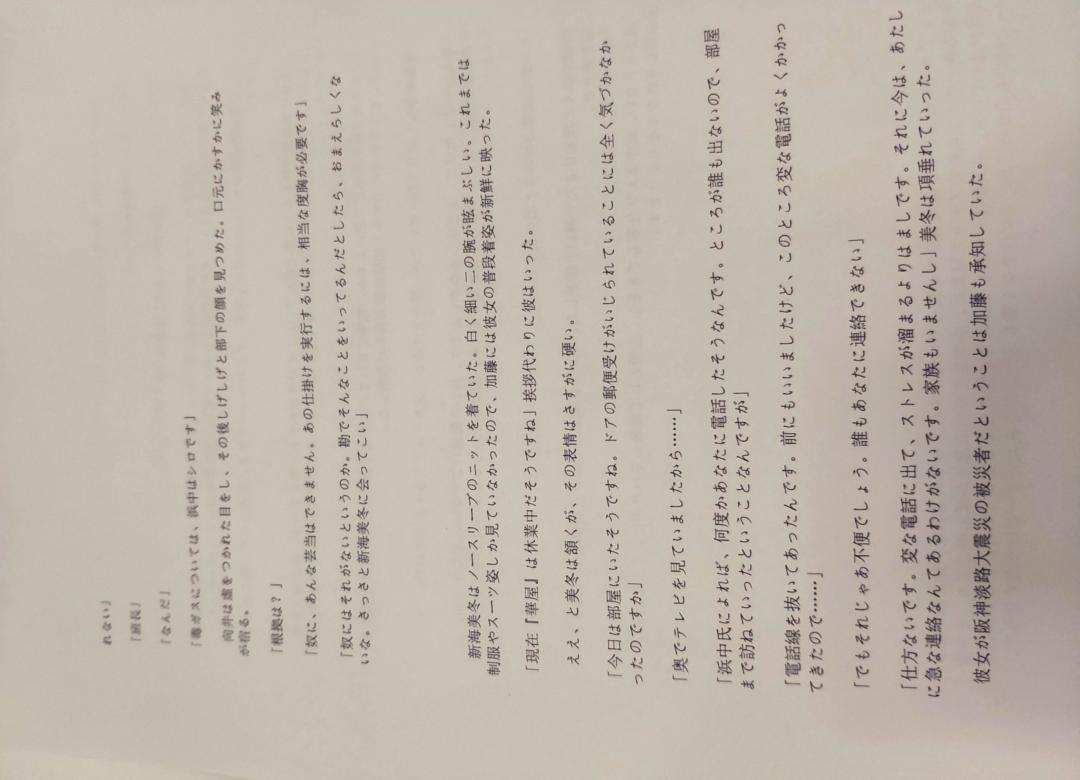 れない」
「班長」
「なんだ」
「毒ガスについては、浜中はシロです」
向井は虚をつかれた目をし、その後しげしげと部下の顔を見つめた。口元にかすかに笑み
が宿る。
「根拠は？」
「奴に、あんな芸当はできません。あの仕掛けを実行するには、相当な度胸が必要です」
「奴にはそれがないというのか。勘でそんなことをいってるんだとしたら、おまえらしくな
いな。さっさと新海美冬に会ってこい」
新海美冬はノースリーブのニットを着ていた。白く細い二の腕が眩まぶしい。これまでは
制服やスーツ姿しか見ていなかったので、加藤には彼女の普段着姿が新鮮に映った。
「現在『華屋』は休業中だそうですね」挨拶代わりに彼はいった。
ええ、と美冬は頷くが、その表情はさすがに硬い。
「今日は部屋にいたそうですね。ドアの郵便受けがいじられていることには全く気づかなか
ったのですか」
「奥でテレビを見ていましたから……」
「浜中氏によれば、何度かあなたに電話したそうなんです。ところが誰も出ないので、部屋
まで訪ねていったということなんですが」
「電話線を抜いてあったんです。前にもいいましたけど、このところ変な電話がよくかかっ
てきたので……」
「でもそれじゃあ不便でしょう。誰もあなたに連絡できない」
「仕方ないです。変な電話に出て、ストレスが溜まるよりはましです。それに今は、あたし
に急な連絡なんてあるわけがないです。家族もいませんし」美冬は項垂れていった。
彼女が阪神淡路大震災の被災者だということは加藤も承知していた。